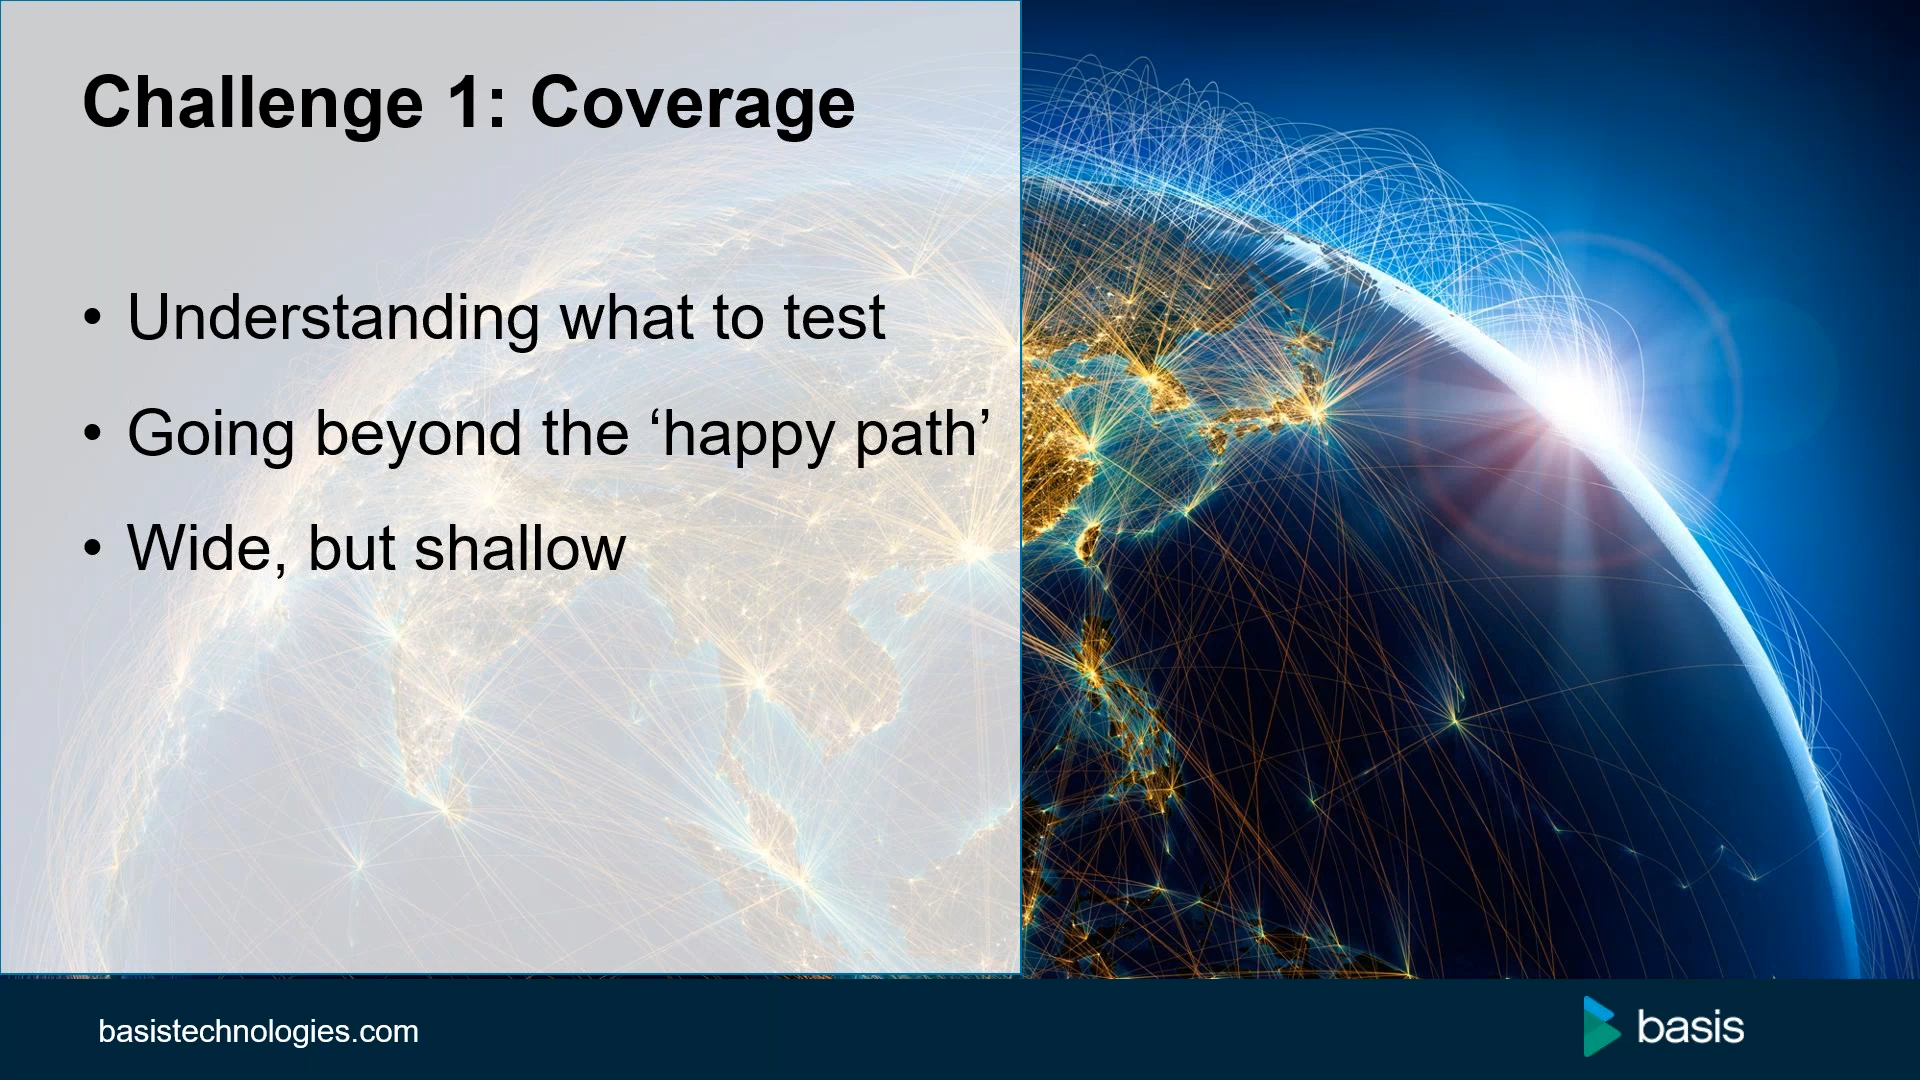 Challenge 1: Coverage
• Understanding what to test
• Going beyond the ‘happy path’
• Wide, but shallow
basistechnologies.com
basis